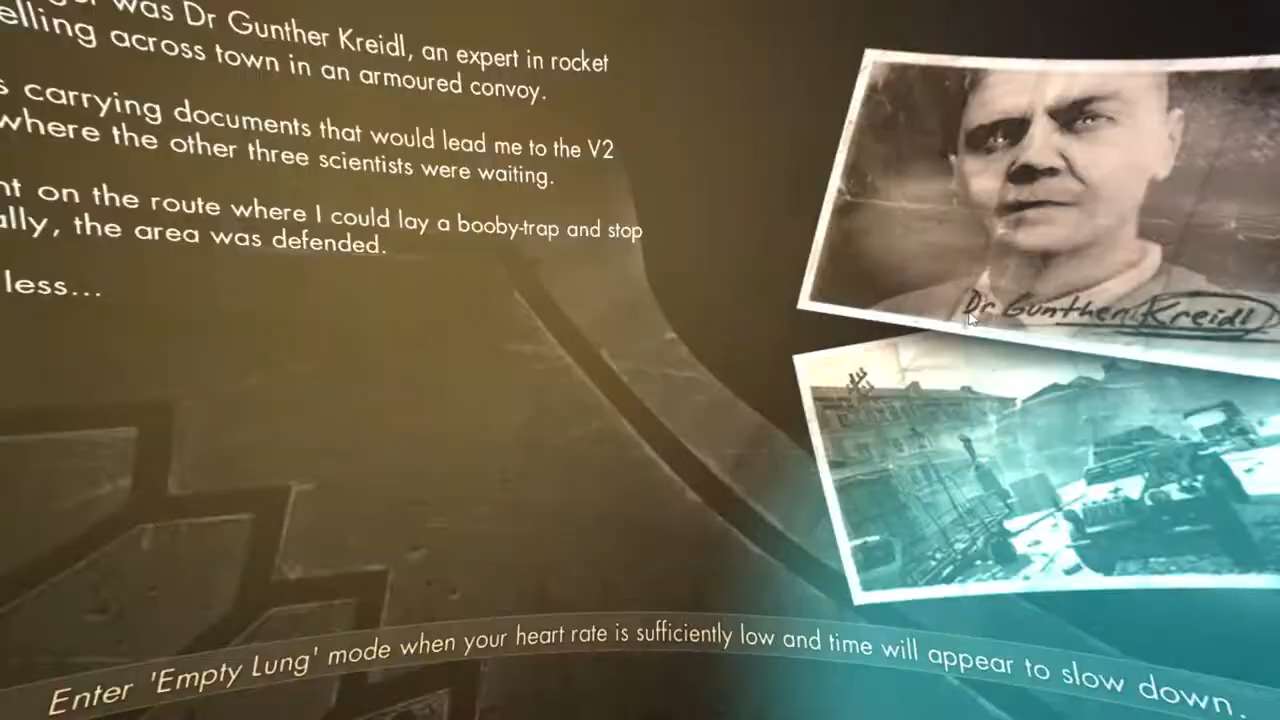 was Dr Gunther Kreidl, an expert in rocket
elling across town in an armoured convoy.
s carrying documents that would lead me to the V2
where the other three scientists were waiting.
nt on the route where I could lay a booby-trap and stop
ally, the area was defended.
less...
Dr Gunther Kreidl
Enter 'Empty Lung' mode when your heart rate is sufficiently low and time will appear to slow down.